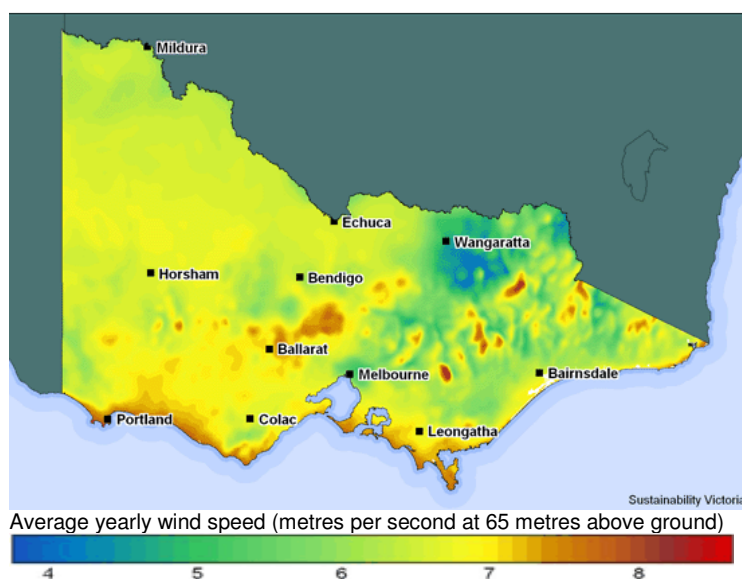 Mildura
Echuca
Wangaratta
Horsham
Bendigo
Ballarat
Melbourne
Bairnsdale
Portland
Colac
Leongatha
Sustainability Victoria
Average yearly wind speed (metres per second at 65 metres above ground)
4 5 6 7 8